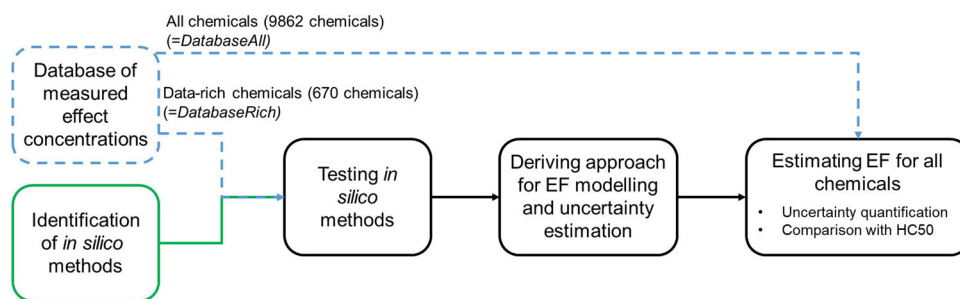 All chemicals (9862 chemicals)
(=DatabaseAll)
Database of
measured
effect
concentrations
Data-rich chemicals (670 chemicals)
(=DatabaseRich)
Identification
of in silico
methods
Testing in
silico
methods
Deriving approach
for EF modelling
and uncertainty
estimation
Estimating EF for all
chemicals
• Uncertainty quantification
• Comparison with HC50